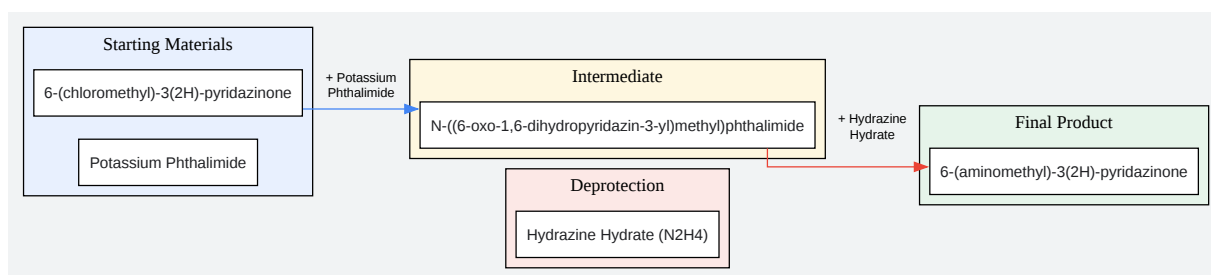 Starting Materials
6-(chloromethyl)-3(2H)-pyridazinone
Potassium Phthalimide
+ Potassium
Phthalimide
Intermediate
N-((6-oxo-1,6-dihydropyridazin-3-yl)methyl)phthalimide
Deprotection
Hydrazine Hydrate (N2H4)
+ Hydrazine
Hydrate
Final Product
6-(aminomethyl)-3(2H)-pyridazinone